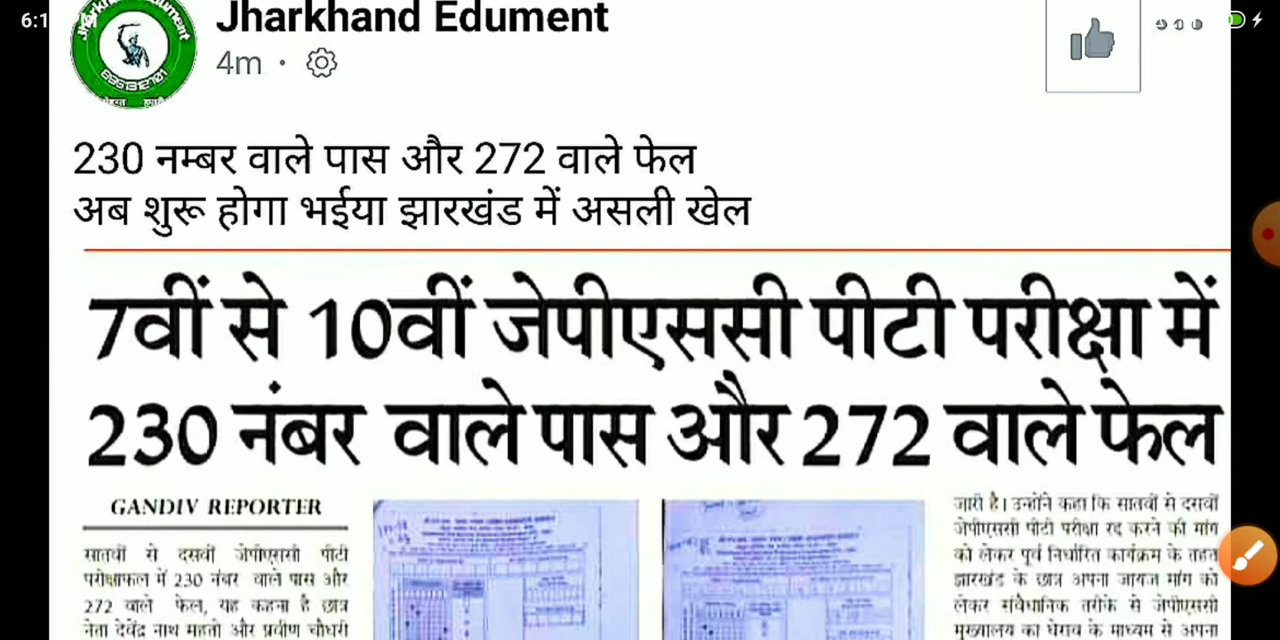 6:1
Jharkhand Edument
4m
230 नम्बर वाले पास और 272 वाले फेल
अब शुरू होगा भईया झारखंड में असली खेल
7वीं से 10वीं जेपीएससी पीटी परीक्षा में
230 नंबर वाले पास और 272 वाले फेल
GANDIV REPORTER
सातवीं से दसवीं जेपीएससी पीटी
परीक्षाफल में 230 नंबर वाले पास और
272 वाले फेल, यह कहना है छात्र
नेता देवेंद्र नाथ महतो और प्रवीण चौधरी
जारी है। उन्होंने कहा कि सातवीं से दसवीं
जेपीएससी पीटी परीक्षा रद्द करने की मांग
को लेकर पूर्व निर्धारित कार्यक्रम के तहत
झारखंड के छात्र अपना जायज मांग को
लेकर संवैधानिक तरीके से जेपीएससी
मुख्यालय का घेराव के माध्यम से अपना